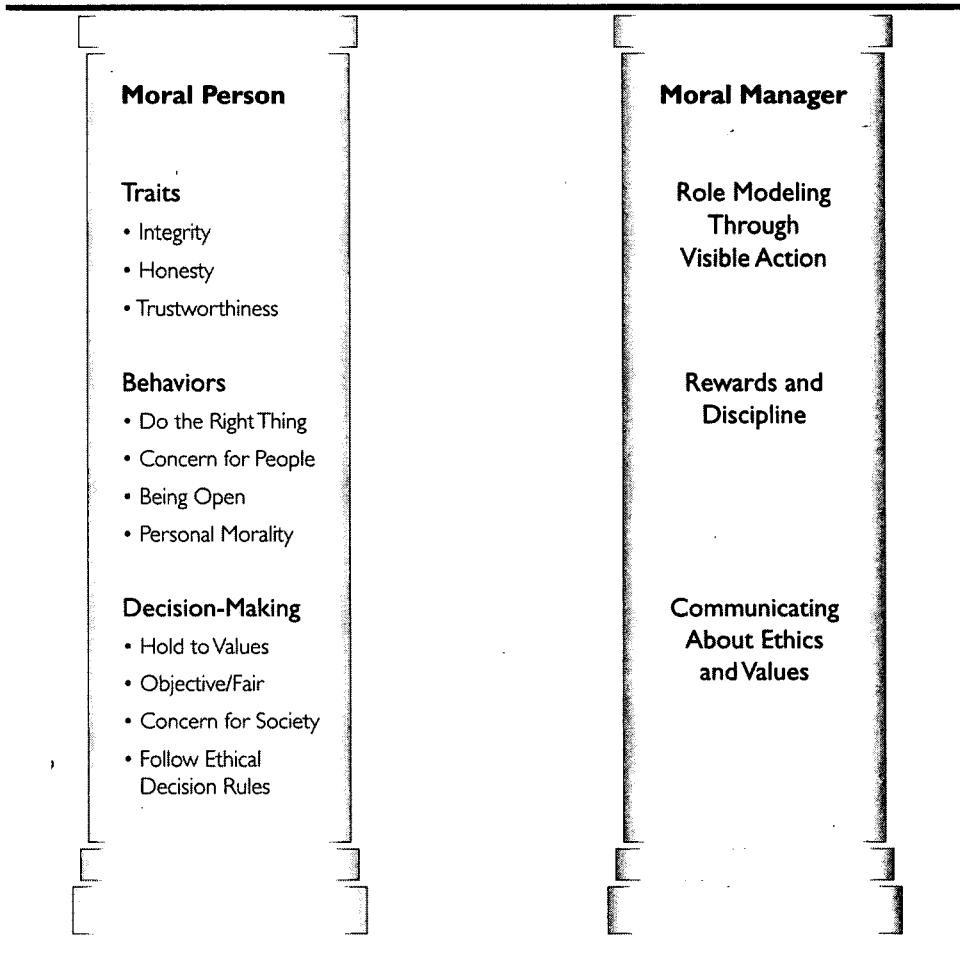 Moral Person
Traits
• Integrity
• Honesty
• Trustworthiness
Behaviors
• Do the Right Thing
• Concern for People
• Being Open
• Personal Morality
Decision-Making
• Hold to Values
• Objective/Fair
• Concern for Society
• Follow Ethical
Decision Rules
Moral Manager
Role Modeling
Through
Visible Action
Rewards and
Discipline
Communicating
About Ethics
and Values